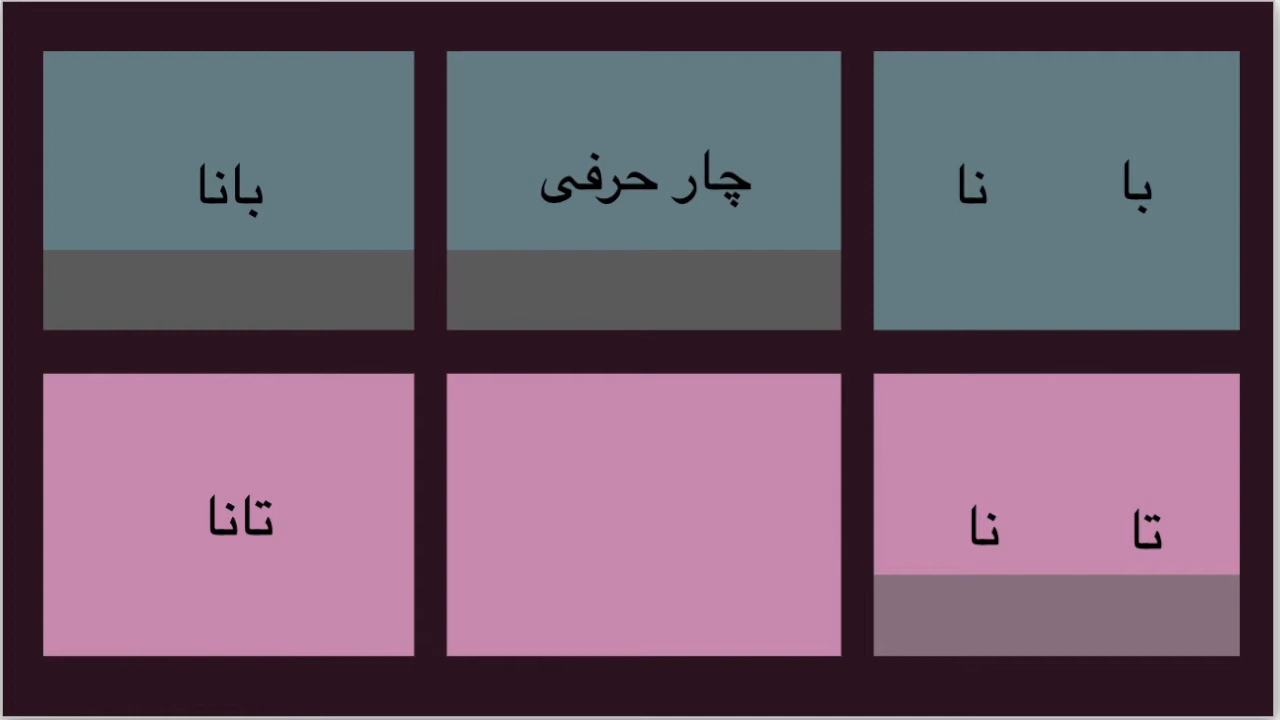 با نا
چار حرفی
بانا
تا نا
تانا